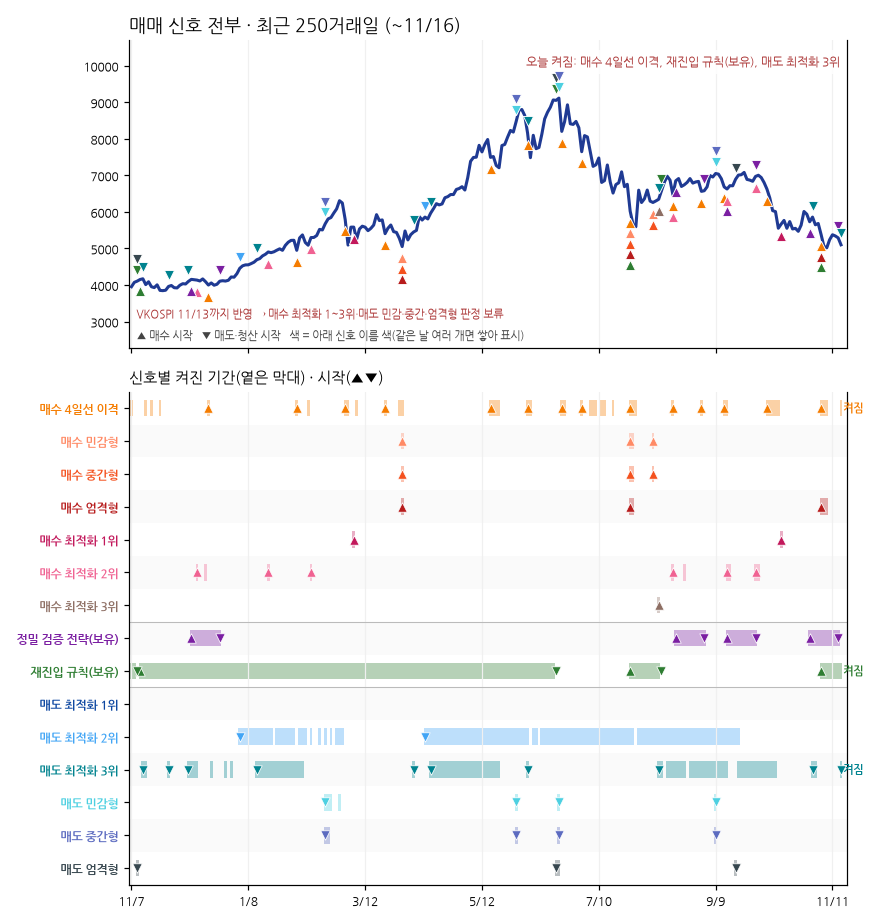 매매 신호 전부 · 최근 250거래일 (~11/16)
오늘 켜짐: 매수 4일선 이격, 재진입 규칙(보유), 매도 최적화 3위
10000
9000
8000
7000
6000
5000
4000
3000
VKOSPI 11/13까지 반영 → 매수 최적화 1~3위·매도 민감·중간·엄격형 판정 보류
▲ 매수 시작 ▼ 매도·청산 시작 색 = 아래 신호 이름 색(같은 날 여러 개면 쌓아 표시)
신호별 켜진 기간(옅은 막대) · 시작(▲▼)
매수 4일선 이격 켜짐
매수 민감형
매수 중간형
매수 엄격형
매수 최적화 1위
매수 최적화 2위
매수 최적화 3위
정밀 검증 전략(보유)
재진입 규칙(보유) 켜짐
매도 최적화 1위
매도 최적화 2위
매도 최적화 3위 켜짐
매도 민감형
매도 중간형
매도 엄격형
11/7 1/8 3/12 5/12 7/10 9/9 11/11